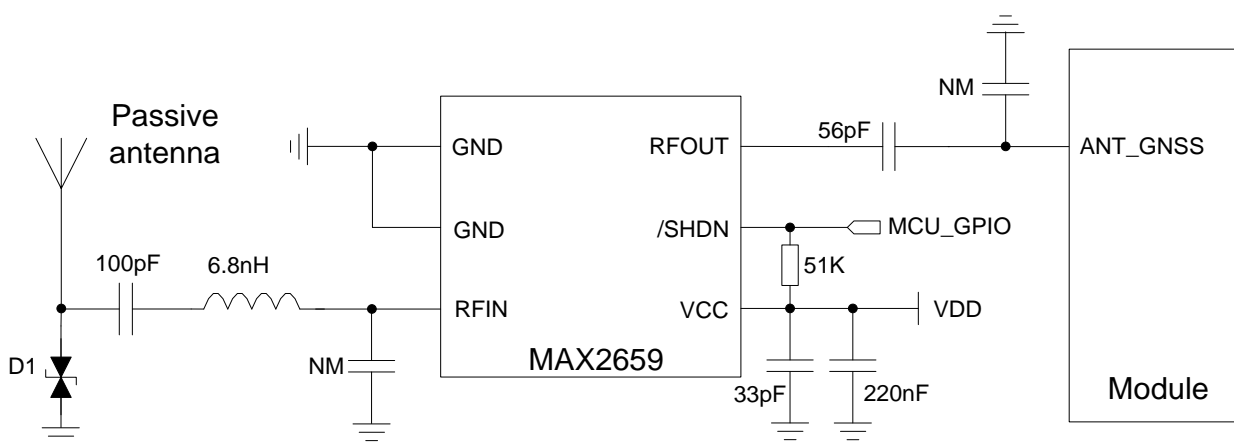 Passive
antenna
100pF
6.8nH
D1
NM
GND
GND
RFIN
RFOUT
/SHDN
VCC
MAX2659
56pF
NM
MCU_GPIO
51K
VDD
33pF
220nF
ANT_GNSS
Module